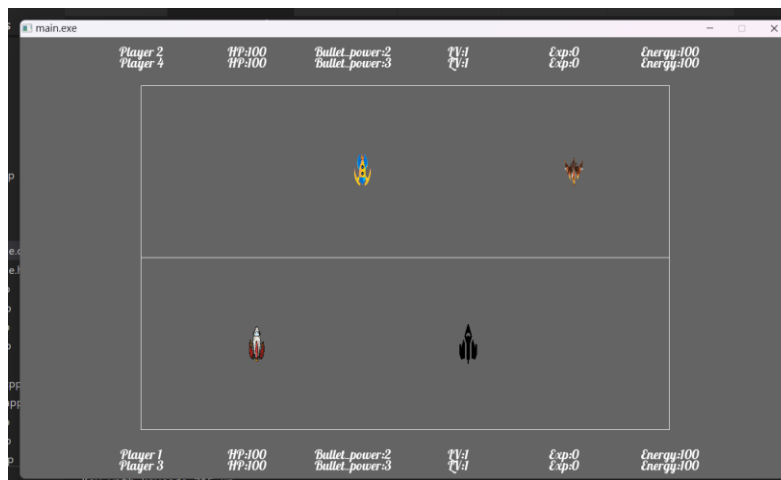 main.exe
Player 2 HP:100 Bullet_power:2 LV:1 Exp:0 Energy:100
Player 4 HP:100 Bullet_power:3 LV:1 Exp:0 Energy:100
Player 1 HP:100 Bullet_power:2 LV:1 Exp:0 Energy:100
Player 3 HP:100 Bullet_power:3 LV:1 Exp:0 Energy:100